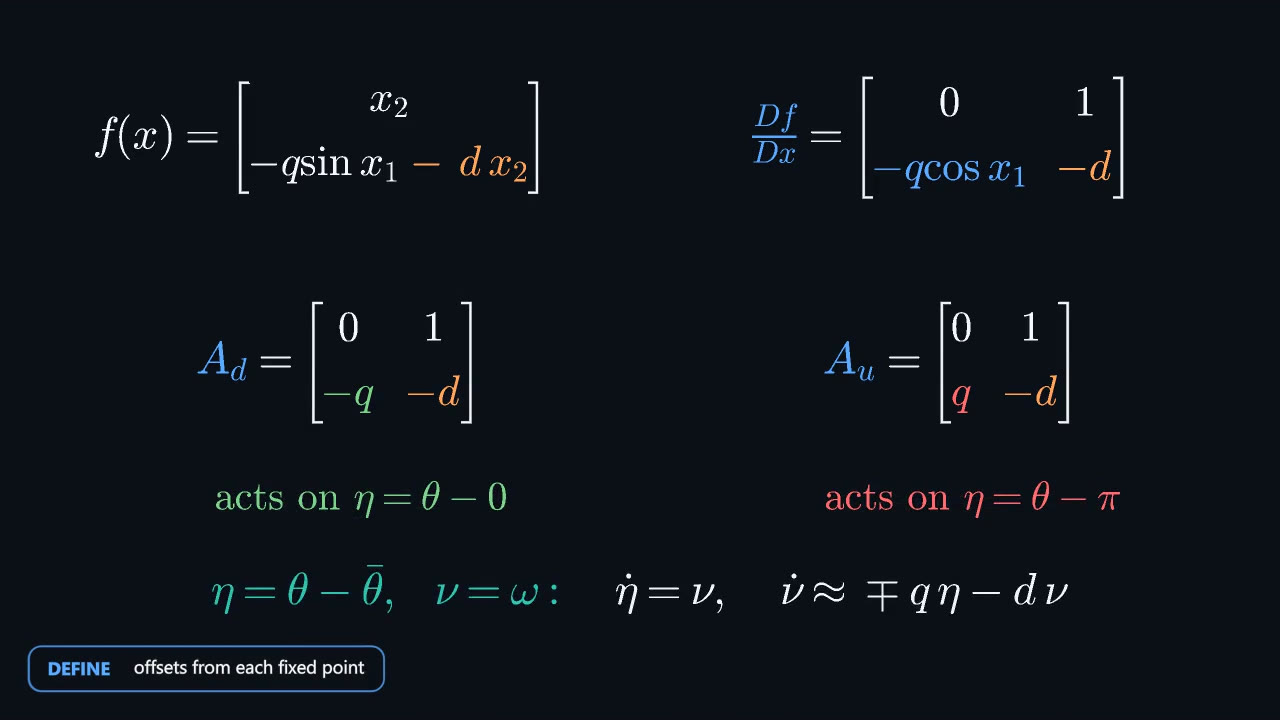 f(x) = [ x₂ ; −q sin x₁ − d x₂ ]
Df/Dx = [ 0 1 ; −q cos x₁ −d ]
A_d = [ 0 1 ; −q −d ]
A_u = [ 0 1 ; q −d ]
acts on η = θ − 0
acts on η = θ − π
η = θ − θ̄, ν = ω : η̇ = ν, ν̇ ≈ ∓ q η − d ν
DEFINE offsets from each fixed point